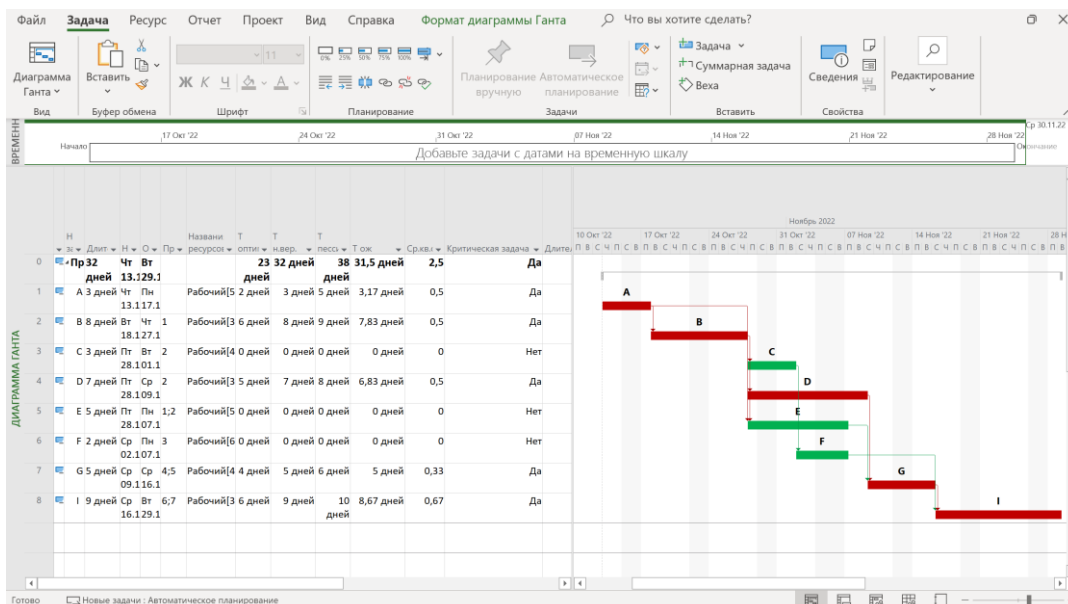 Файл Задача Ресурс Отчет Проект Вид Справка Формат диаграммы Ганта Что вы хотите сделать?
Диаграмма Ганта
Вставить
11
Ж К Ч А
0% 25% 50% 75% 100%
Планирование вручную
Автоматическое планирование
Задача
Суммарная задача
Веха
Сведения
Редактирование
Вид Буфер обмена Шрифт Планирование Задачи Вставить Свойства
ВРЕМЕНН
Ср 30.11.22
17 Окт '22 24 Окт '22 31 Окт '22 07 Ноя '22 14 Ноя '22 21 Ноя '22 28 Ноя '22
Начало
Добавьте задачи с датами на временную шкалу
Окончание
Ноябрь 2022
10 Окт '22 17 Окт '22 24 Окт '22 31 Окт '22 07 Ноя '22 14 Ноя '22 21 Ноя '22 28 Н
П В С Ч П С В П В С Ч П С В П В С Ч П С В П В С Ч П С В П В С Ч П С В П В С Ч П С В П В С Ч П С В П В
Н Названи Т Т Т
за Длит Н О Пр ресурсов опти н.вер. песси Т ож Ср.кв.с Критическая задача Длите
0 Пр 32 дней Чт 13.1 Вт 29.1 23 дней 32 дней 38 дней 31,5 дней 2,5 Да
1 A 3 дней Чт 13.1 Пн 17.1 Рабочий[5 2 дней 3 дней 5 дней 3,17 дней 0,5 Да
2 B 8 дней Вт 18.1 Чт 27.1 1 Рабочий[3 6 дней 8 дней 9 дней 7,83 дней 0,5 Да
3 C 3 дней Пт 28.1 Вт 01.1 2 Рабочий[4 0 дней 0 дней 0 дней 0 дней 0 Нет
4 D 7 дней Пт 28.1 Ср 09.1 2 Рабочий[3 5 дней 7 дней 8 дней 6,83 дней 0,5 Да
5 E 5 дней Пт 28.1 Пн 07.1 1;2 Рабочий[5 0 дней 0 дней 0 дней 0 дней 0 Нет
6 F 2 дней Ср 02.1 Пн 07.1 3 Рабочий[6 0 дней 0 дней 0 дней 0 дней 0 Нет
7 G 5 дней Ср 09.1 Ср 16.1 4;5 Рабочий[4 4 дней 5 дней 6 дней 5 дней 0,33 Да
8 I 9 дней Ср 16.1 Вт 29.1 6;7 Рабочий[3 6 дней 9 дней 10 дней 8,67 дней 0,67 Да
ДИАГРАММА ГАНТА
A
B
C
D
E
F
G
I
Готово Новые задачи : Автоматическое планирование